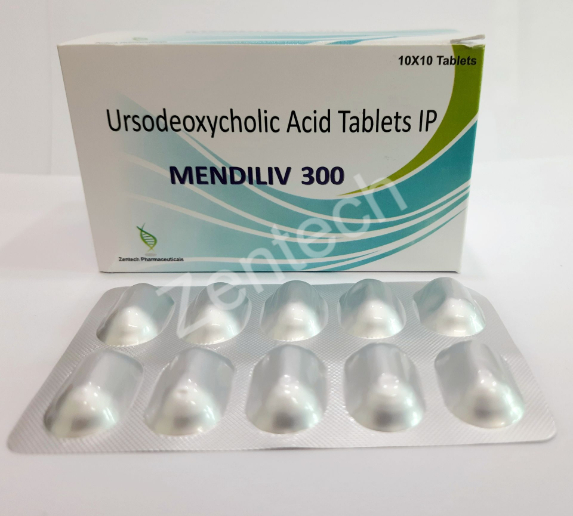 10X10 Tablets
Ursodeoxycholic Acid Tablets IP
MENDILIV 300
Zentech Pharmaceuticals
Zentech